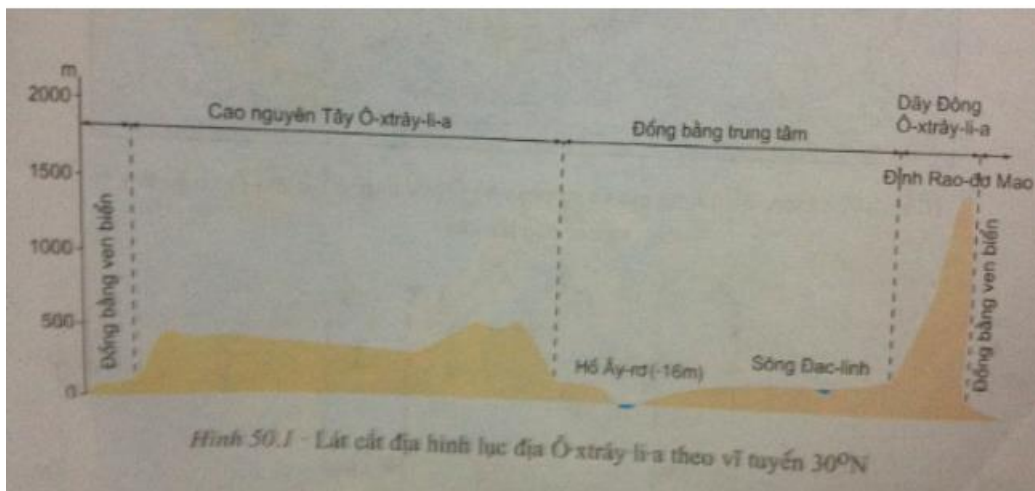 m
2000
1500
1000
500
0
Cao nguyên Tây Ô-xtrây-li-a
Đồng bằng trung tâm
Dãy Đông
Ô-xtrây-li-a
Đỉnh Rao-đơ Mao
Đồng bằng ven biển
Hồ Ây-rơ (-16m)
Sông Đac-linh
Đồng bằng ven biển
Hình 50.1 - Lát cắt địa hình lục địa Ô-xtrây-li-a theo vĩ tuyến 30⁰N